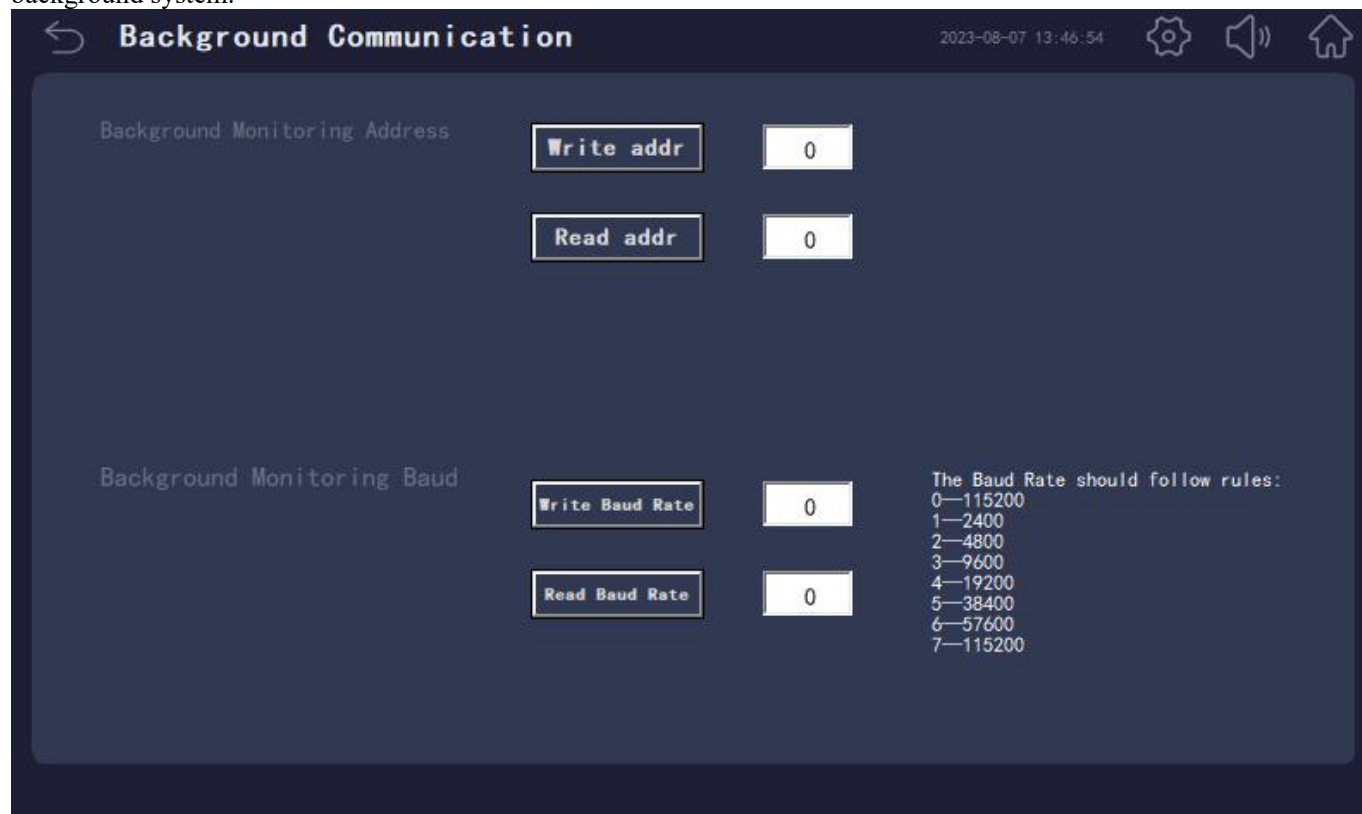 background system.
Background Communication
2023-08-07 13:46:54
Background Monitoring Address
Write addr
0
Read addr
0
Background Monitoring Baud
Write Baud Rate
0
Read Baud Rate
0
The Baud Rate should follow rules:
0—115200
1—2400
2—4800
3—9600
4—19200
5—38400
6—57600
7—115200